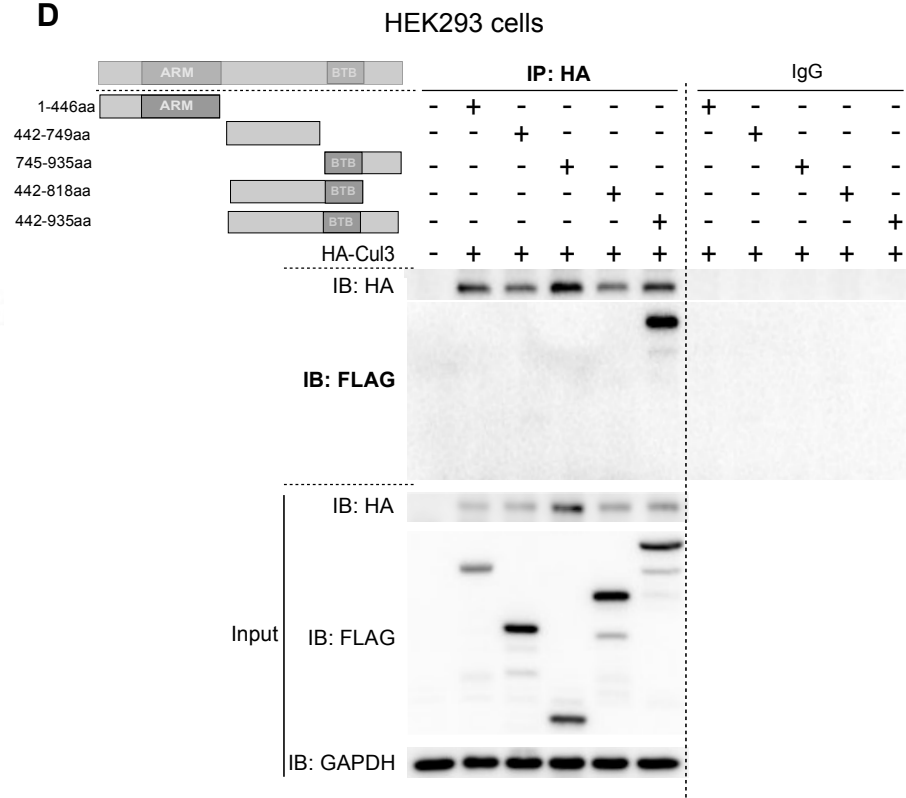 D
HEK293 cells
ARM BTB IP: HA IgG
1-446aa ARM - + - - - - + - - - -
442-749aa - - + - - - - + - - -
745-935aa BTB - - - + - - - - + - -
442-818aa BTB - - - - + - - - - + -
442-935aa BTB - - - - - + - - - - +
HA-Cul3 - + + + + + + + + + +
IB: HA
IB: FLAG
IB: HA
Input IB: FLAG
IB: GAPDH